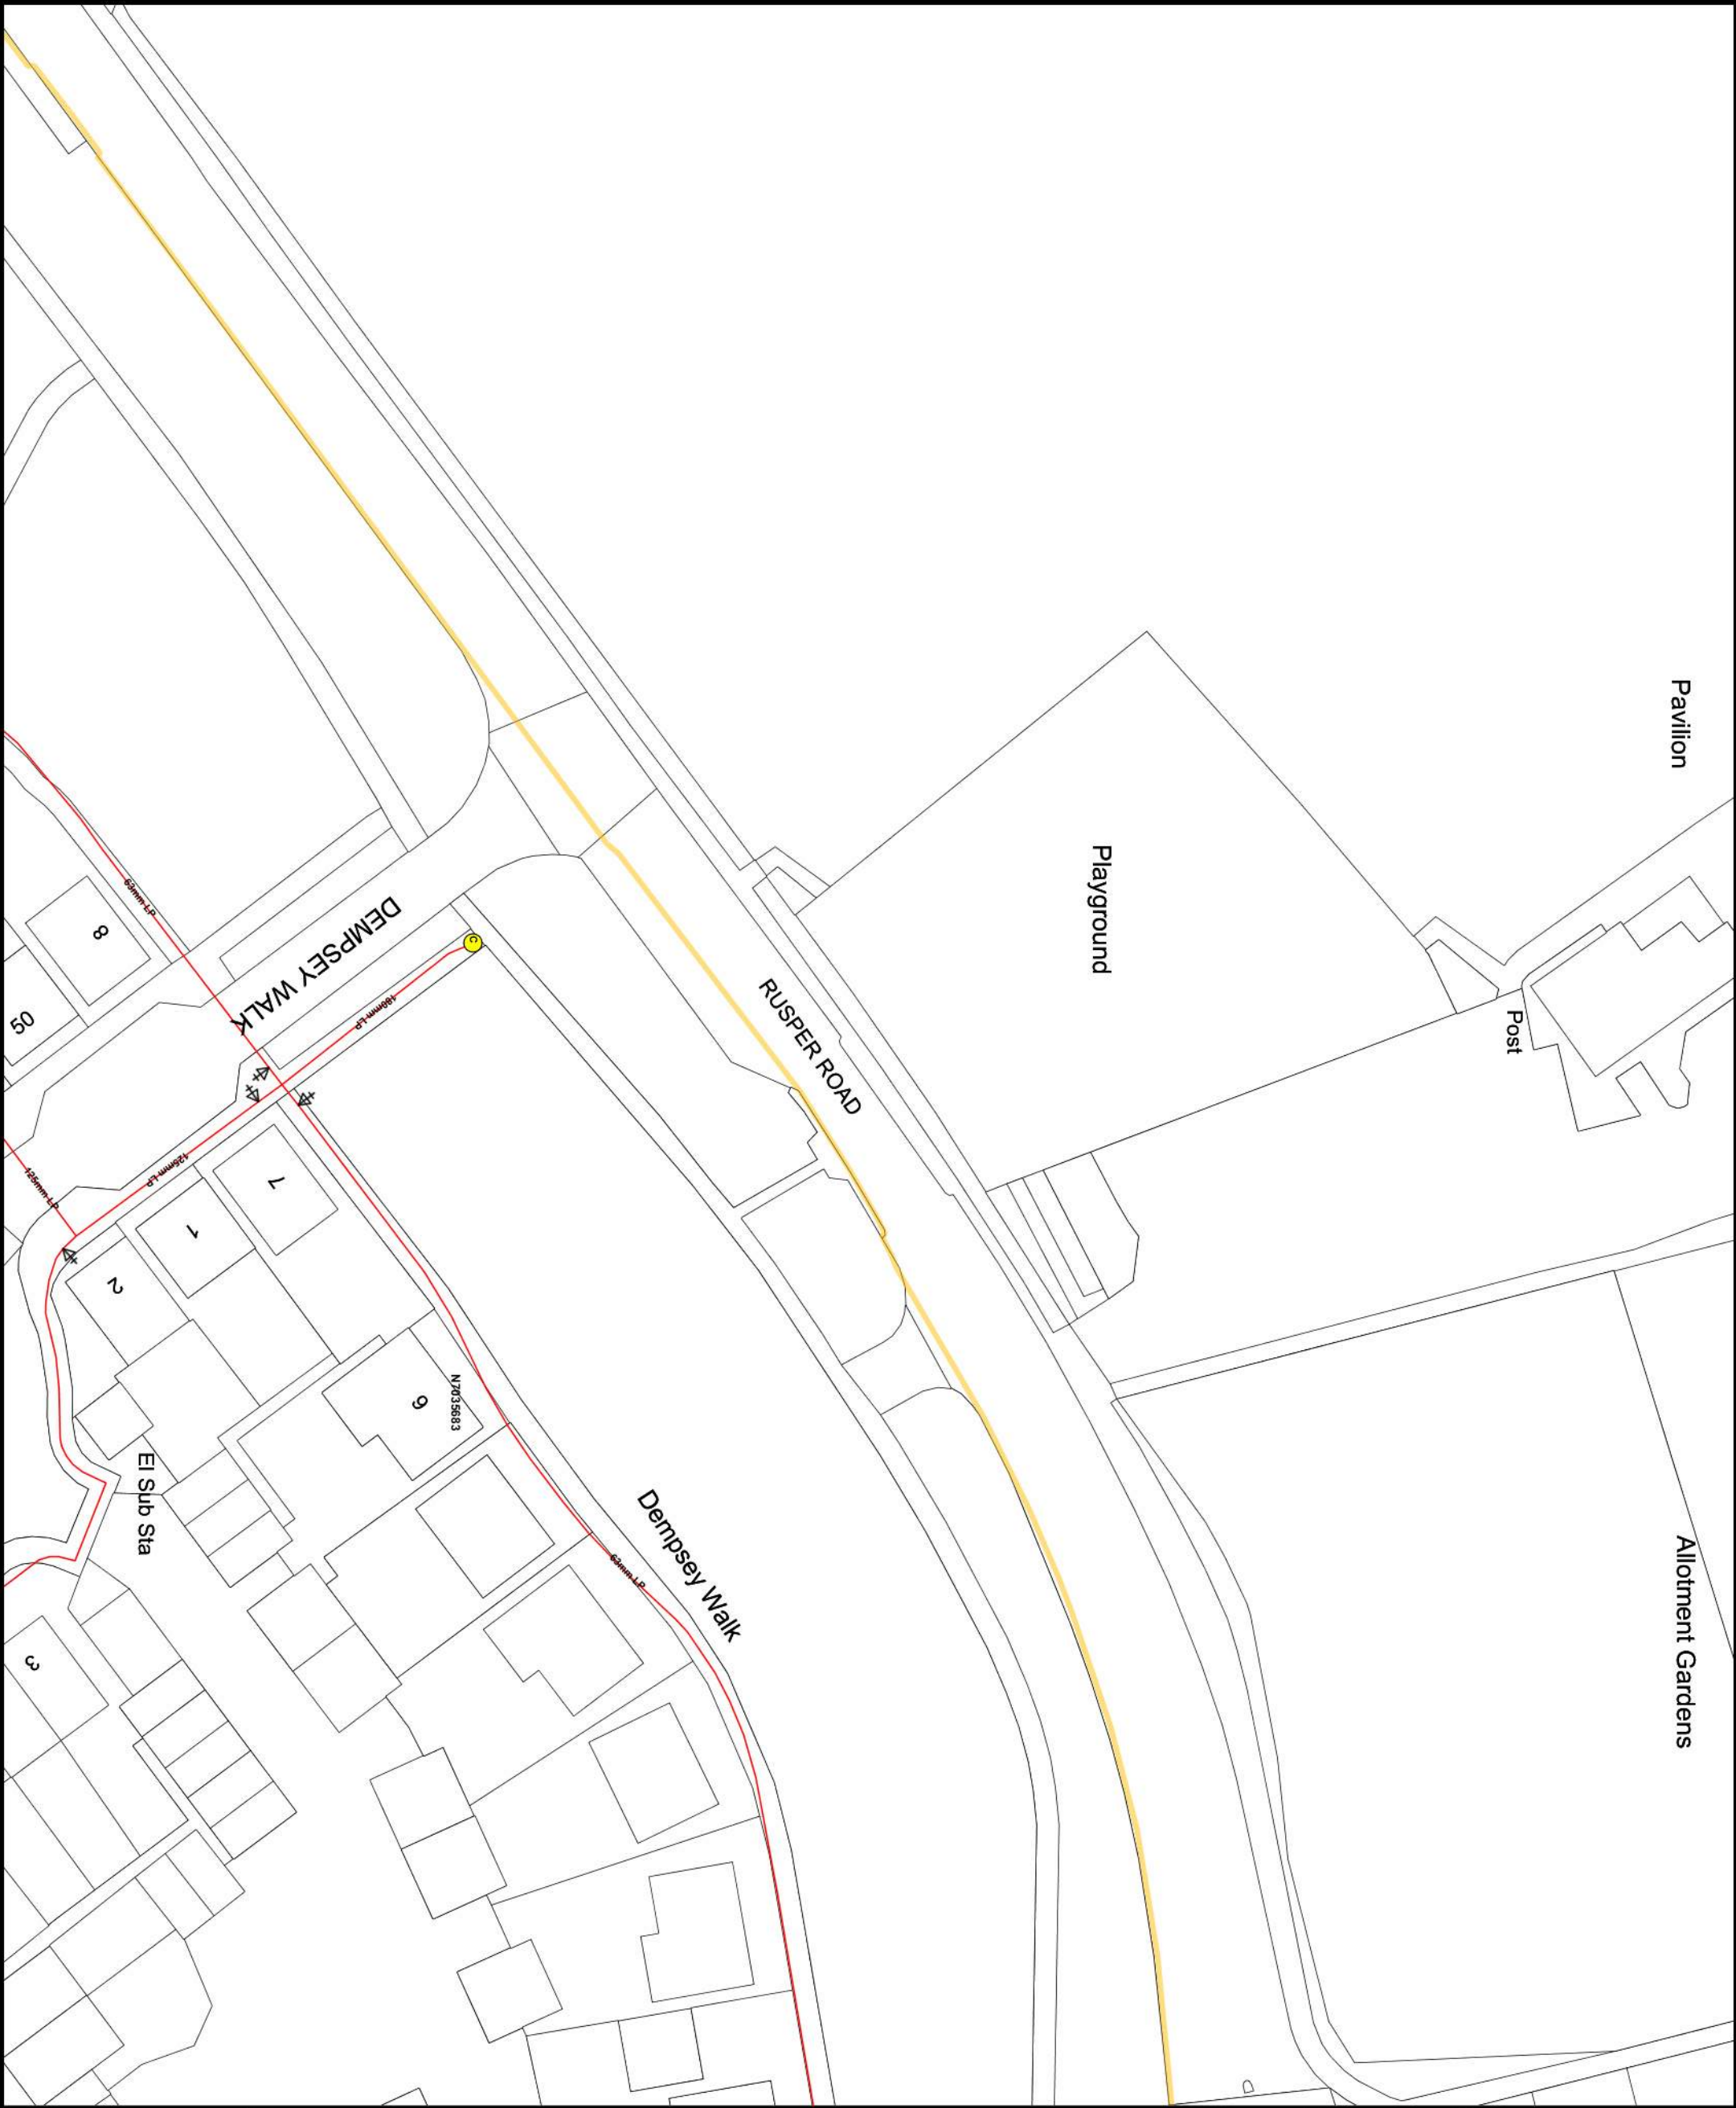 Pavilion
Playground
Post
RUSPER ROAD
DEMPSEY WALK
C
63mm LP
180mm LP
8
50
125mm LP
125mm LP
7
1
2
9
N7035683
El Sub Sta
Dempsey Walk
63mm LP
Allotment Gardens
3